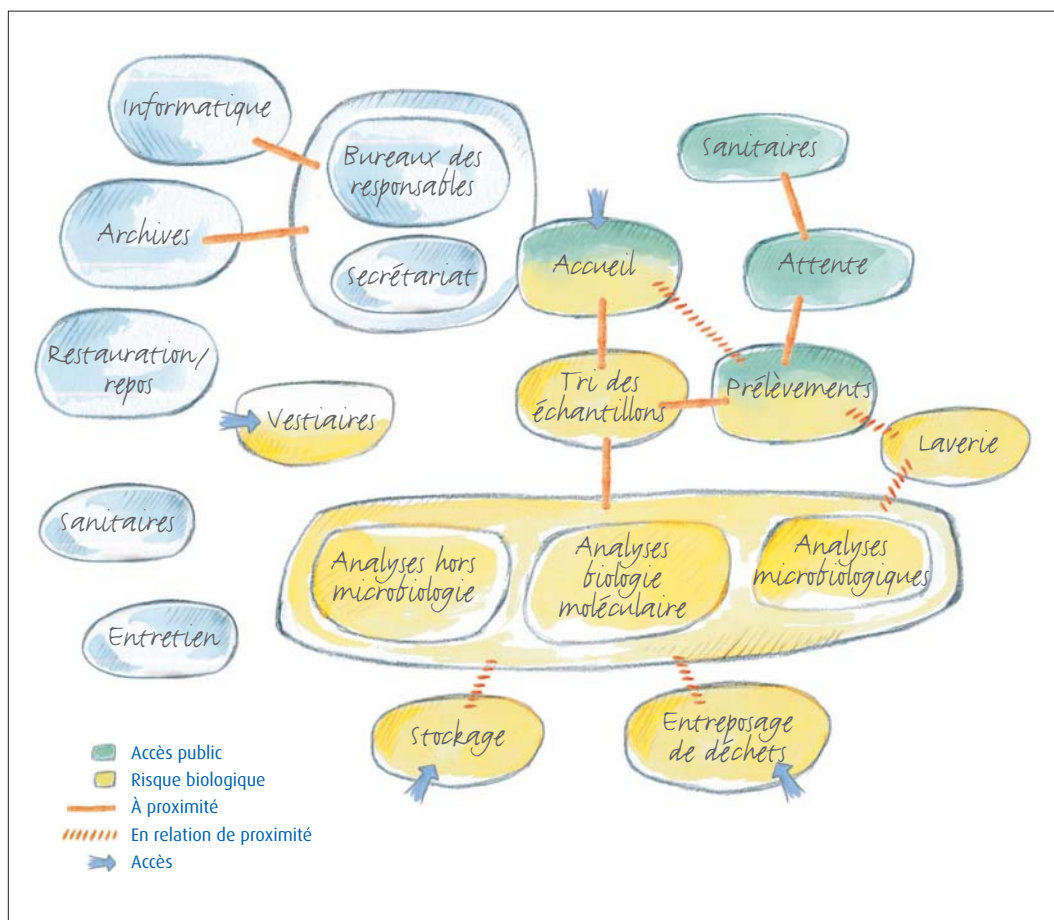 Informatique
Bureaux des
responsables
Sanitaires
Archives
Secrétariat
Accueil
Attente
Restauration/
repos
Vestiaires
Tri des
échantillons
Prélèvements
Laverie
Sanitaires
Analyses hors
microbiologie
Analyses
biologie
moléculaire
Analyses
microbiologiques
Entretien
Stockage
Entreposage
de déchets
Accès public
Risque biologique
À proximité
En relation de proximité
Accès